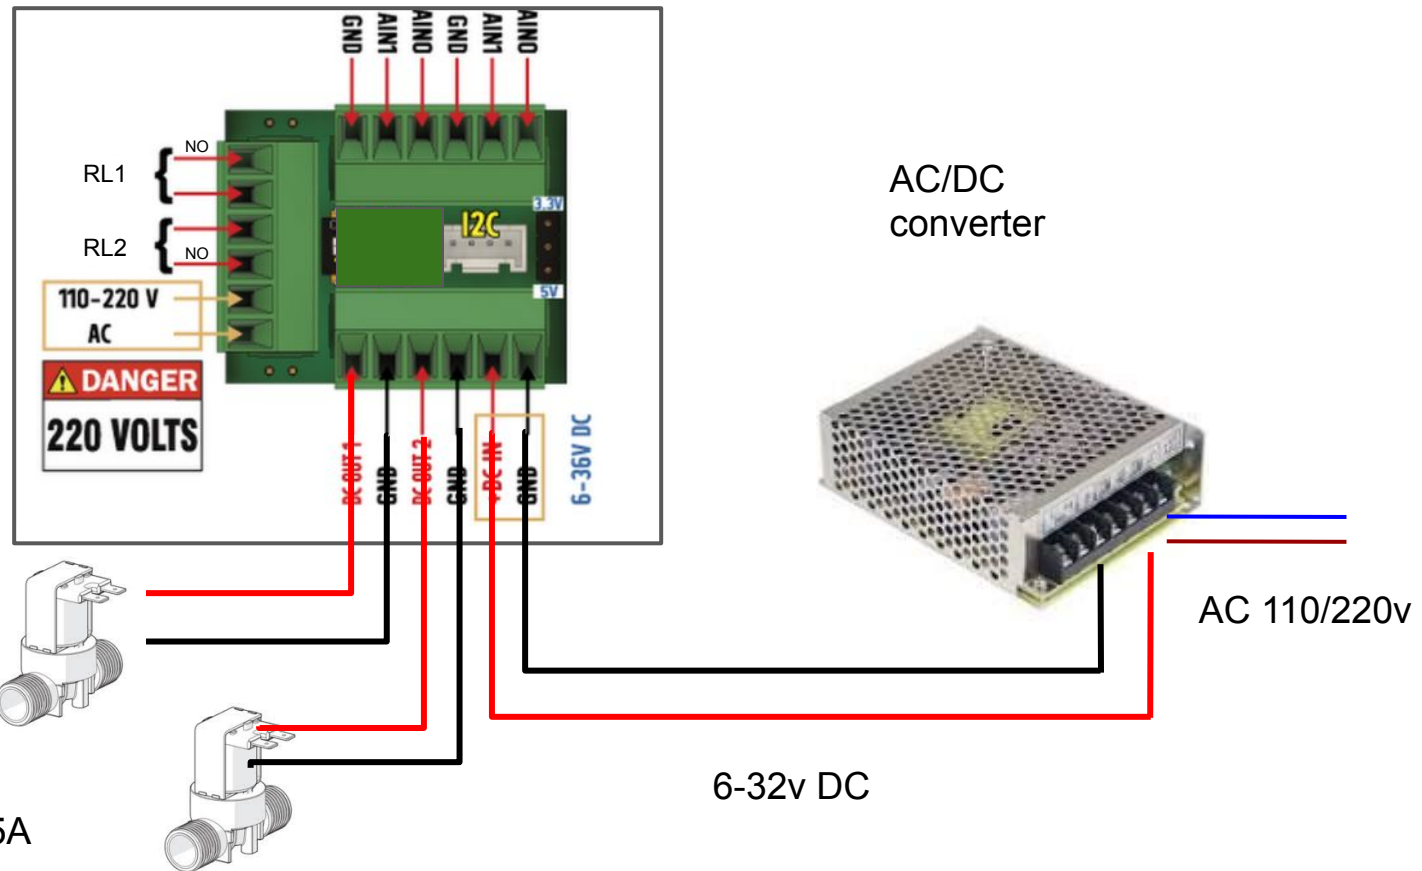 GND AIN1 AIN0 GND AIN1 AIN0
NO
RL1
RL2
NO
110-220 V
AC
DANGER
220 VOLTS
I2C
3.3V
5V
DC OUT 1 GND DC OUT 2 GND + DC IN GND
6-36V DC
AC/DC
converter
AC 110/220v
6-32v DC
5A